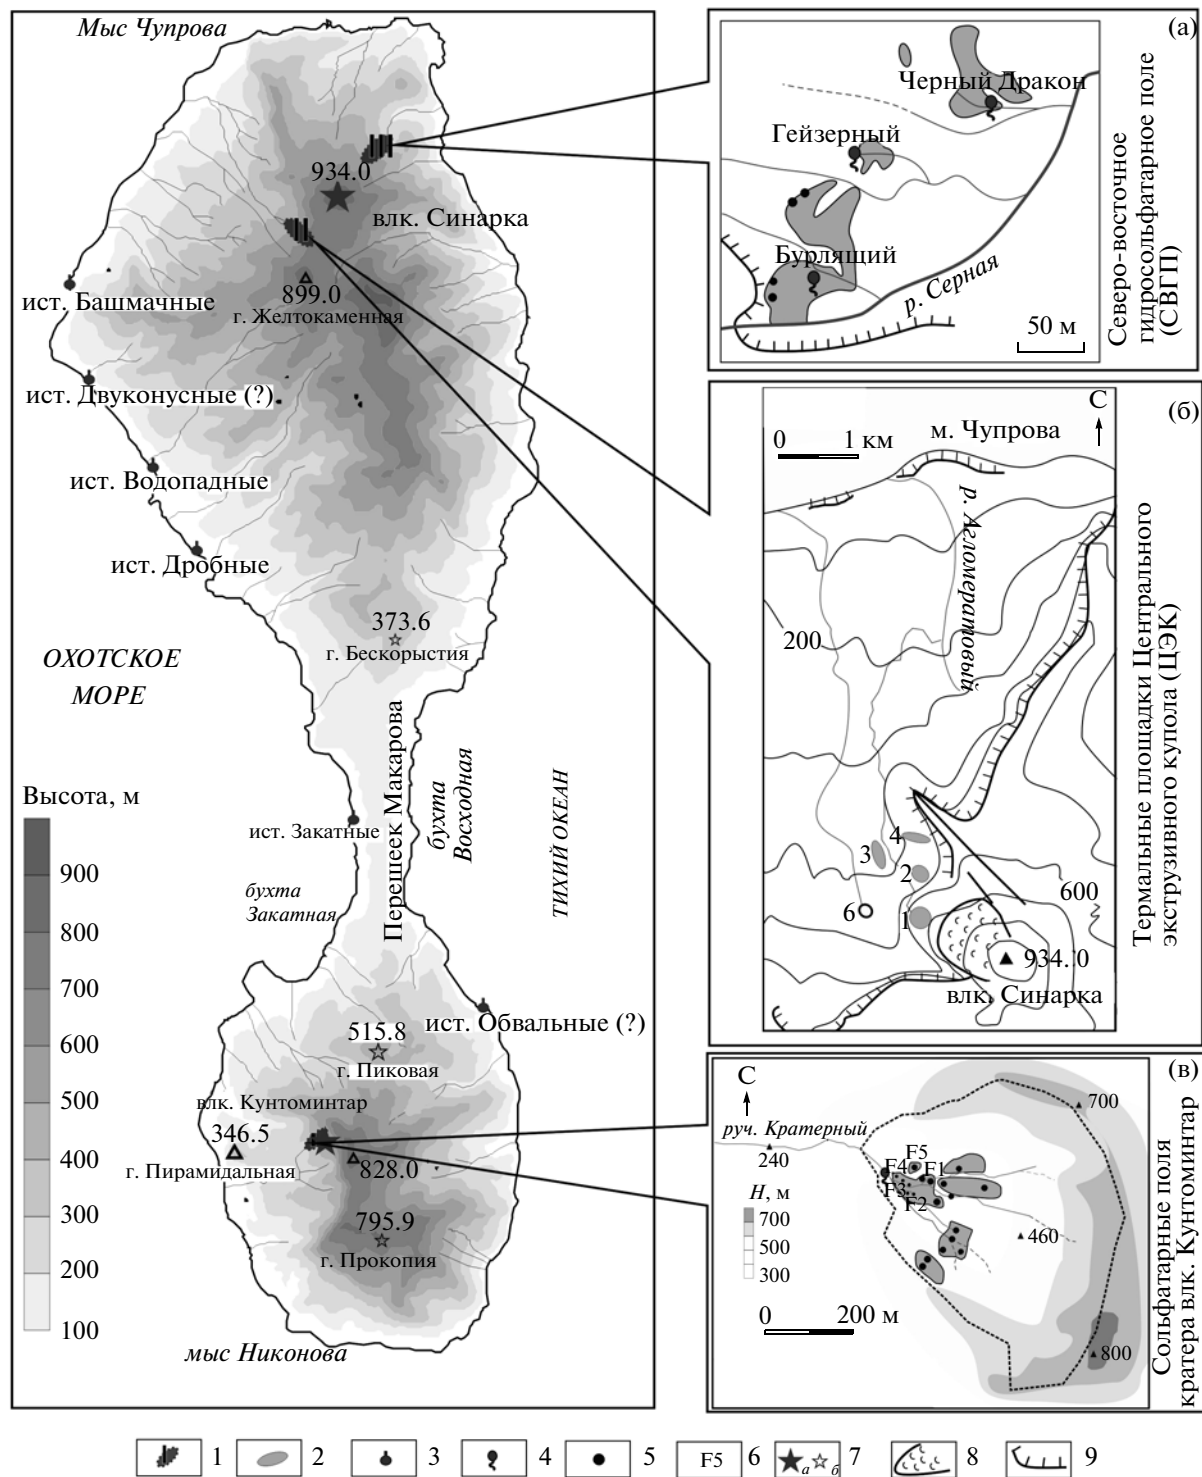 Мыс Чупрова
934.0
влк. Синарка
ист. Башмачные
899.0
г. Желтокаменная
ист. Двуконусные (?)
ист. Водопадные
ист. Дробные
373.6
г. Бескорыстия
ОХОТСКОЕ
МОРЕ
Перешеек Макарова
бухта
Восходная
ТИХИЙ ОКЕАН
Высота, м
900
800
700
600
500
400
300
200
100
ист. Закатные
бухта
Закатная
ист. Обвальные (?)
515.8
г. Пиковая
влк. Кунтоминтар
346.5
г. Пирамидальная
828.0
795.9
г. Прокопия
мыс Никонова
(а)
Черный Дракон
Гейзерный
Бурлящий
р. Серная
50 м
Северо-восточное
гидросольфатарное поле
(СВГП)
(б)
С
0 1 км
м. Чупрова
р. Агломератовый
200
4
3
2
600
6
1
934.0
влк. Синарка
Термальные площадки Центрального
экструзивного купола (ЦЭК)
(в)
С
700
руч. Кратерный
240
F5
F4
F1
F3
F2
H, м
700
500
300
460
0 200 м
800
Сольфатарные поля
кратера влк. Кунтоминтар
1
2
3
4
5
F5 6
а б 7
8
9